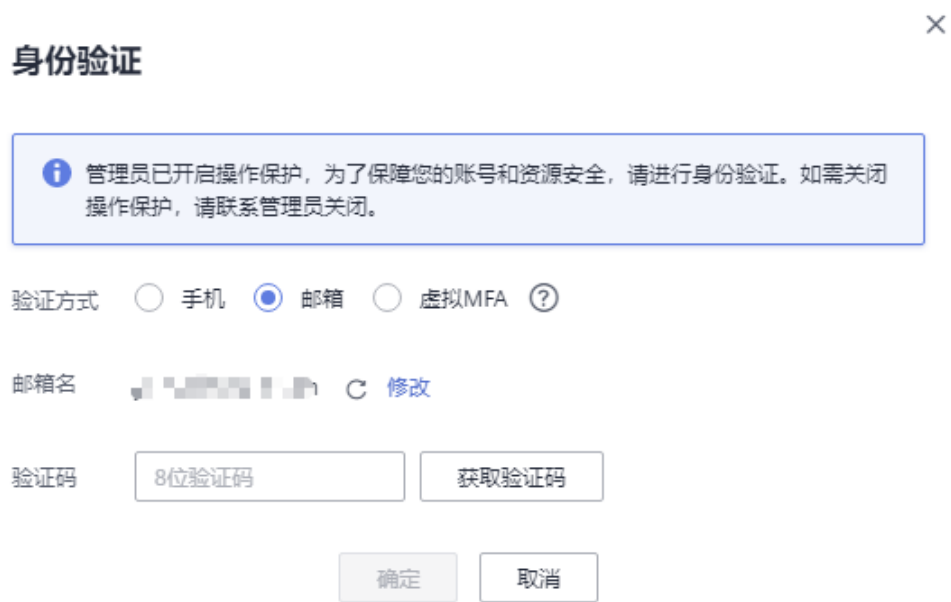 身份验证
管理员已开启操作保护，为了保障您的账号和资源安全，请进行身份验证。如需关闭
操作保护，请联系管理员关闭。
验证方式 手机 邮箱 虚拟MFA
邮箱名 修改
验证码 8位验证码 获取验证码
确定 取消